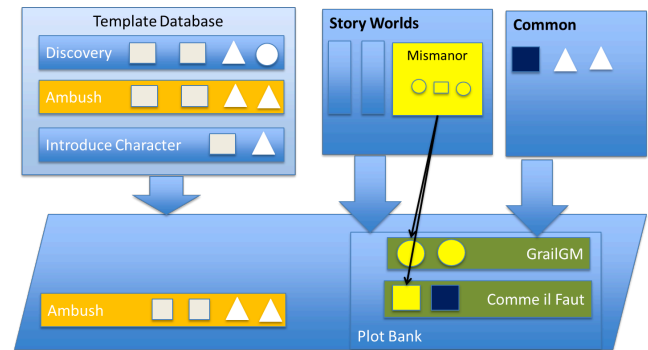 Template Database
Discovery
Ambush
Introduce Character
Story Worlds
Mismanor
Common
GrailGM
Comme il Faut
Plot Bank
Ambush